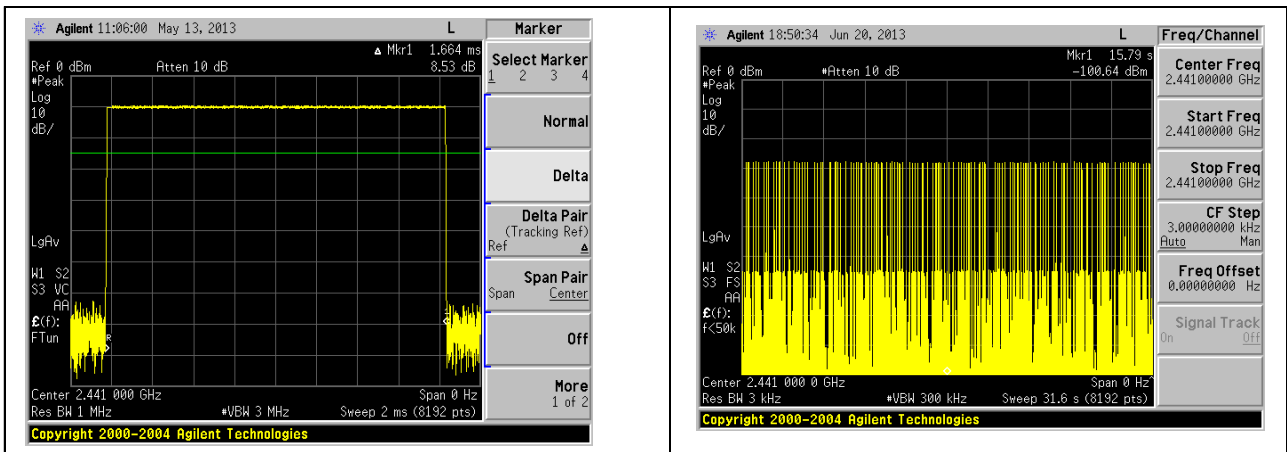 Agilent 11:06:00 May 13, 2013 L Marker
Δ Mkr1 1.664 ms
Ref 0 dBm Atten 10 dB 8.53 dB
#Peak
Log
10
dB/
LgAv
W1 S2
S3 VC
AA
£(f):
FTun
R
1
Center 2.441 000 GHz Span 0 Hz
Res BW 1 MHz #VBW 3 MHz Sweep 2 ms (8192 pts)
Copyright 2000-2004 Agilent Technologies
Select Marker
1 2 3 4
Normal
Delta
Delta Pair
(Tracking Ref)
Ref Δ
Span Pair
Span Center
Off
More
1 of 2
Agilent 18:50:34 Jun 20, 2013 L Freq/Channel
Mkr1 15.79 s
Ref 0 dBm #Atten 10 dB -100.64 dBm
#Peak
Log
10
dB/
LgAv
W1 S2
S3 FS
AA
£(f):
f<50k
Center 2.441 000 0 GHz Span 0 Hz^
Res BW 3 kHz #VBW 300 kHz Sweep 31.6 s (8192 pts)
Copyright 2000-2004 Agilent Technologies
Center Freq
2.44100000 GHz
Start Freq
2.44100000 GHz
Stop Freq
2.44100000 GHz
CF Step
3.00000000 kHz
Auto Man
Freq Offset
0.00000000 Hz
Signal Track
On Off